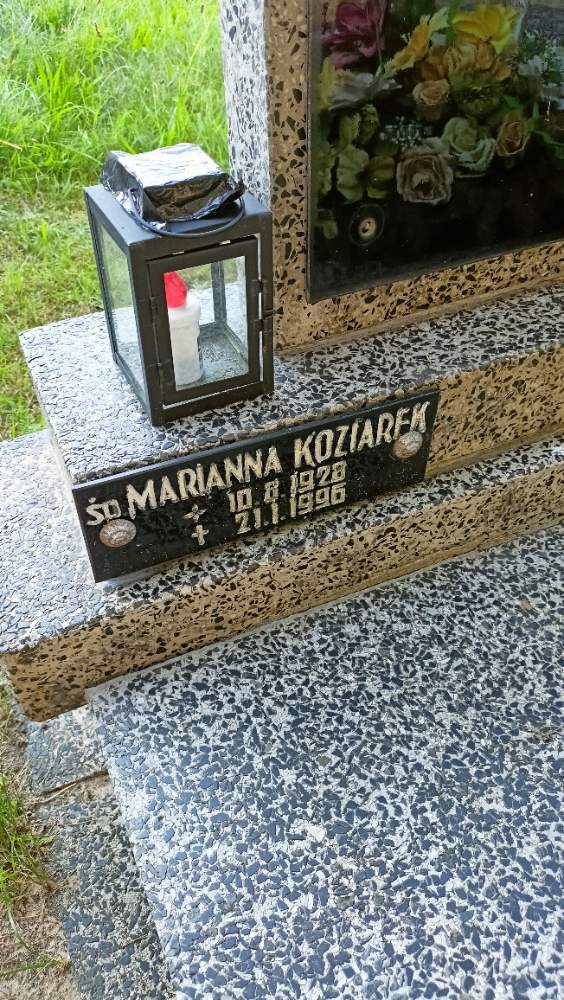 ŚP. MARIANNA KOZIAREK
10.8.1928
21.1.1996